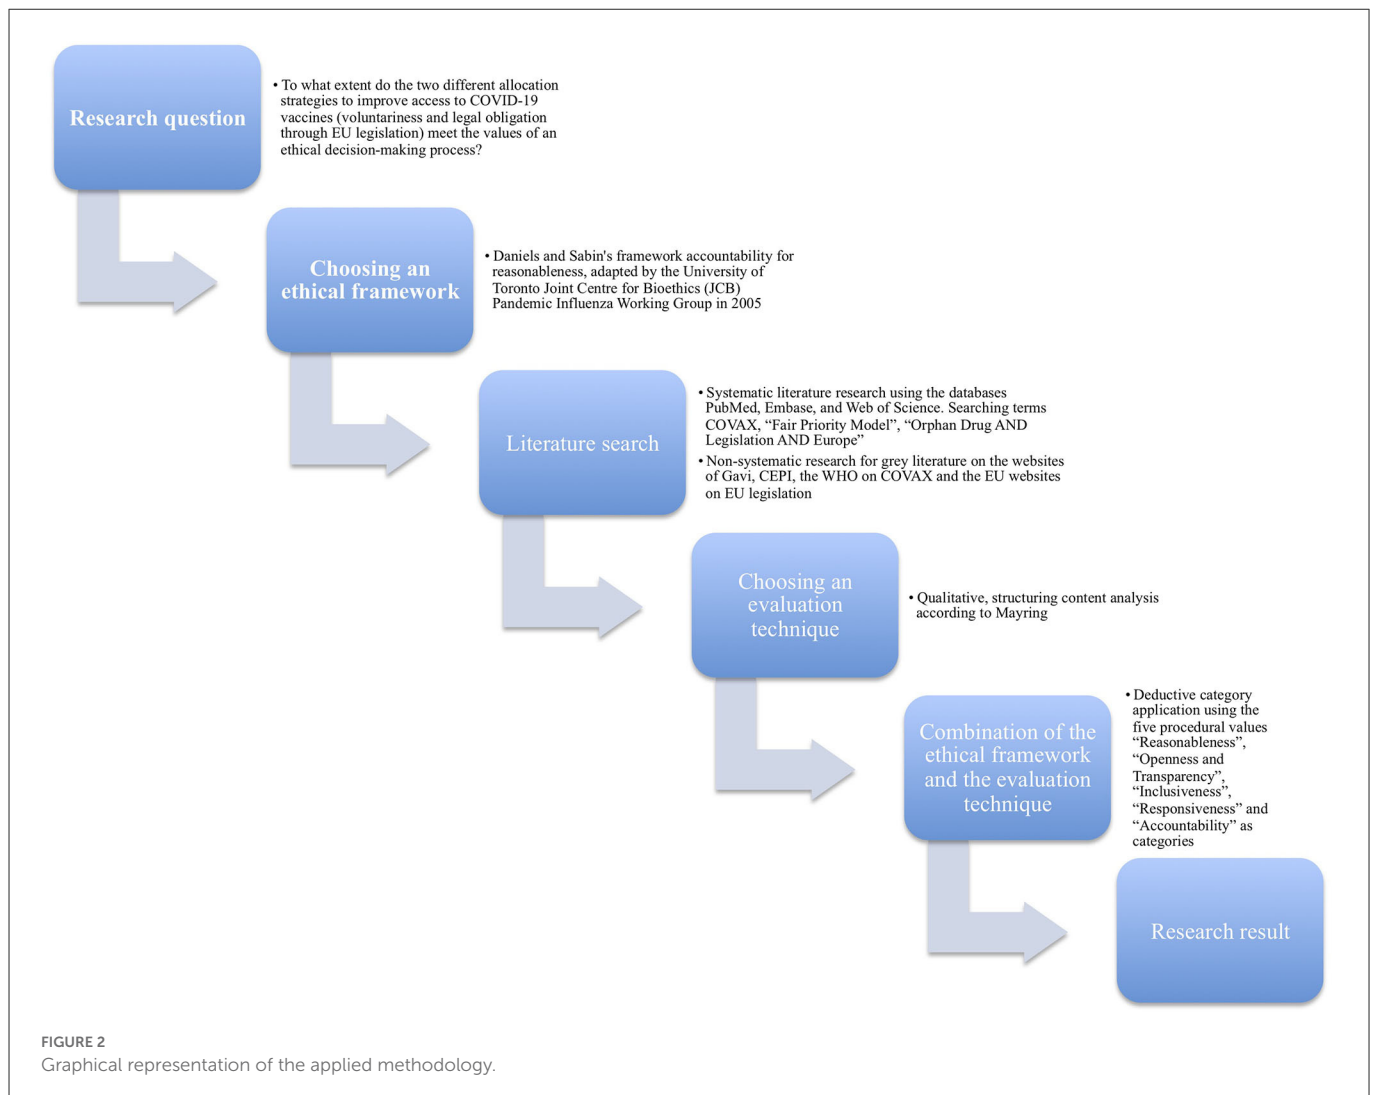 Research question
• To what extent do the two different allocation
strategies to improve access to COVID-19
vaccines (voluntariness and legal obligation
through EU legislation) meet the values of an
ethical decision-making process?
Choosing an
ethical framework
• Daniels and Sabin's framework accountability for
reasonableness, adapted by the University of
Toronto Joint Centre for Bioethics (JCB)
Pandemic Influenza Working Group in 2005
Literature search
• Systematic literature research using the databases
PubMed, Embase, and Web of Science. Searching terms
COVAX, “Fair Priority Model”, “Orphan Drug AND
Legislation AND Europe”
• Non-systematic research for grey literature on the websites
of Gavi, CEPI, the WHO on COVAX and the EU websites
on EU legislation
Choosing an
evaluation
technique
• Qualitative, structuring content analysis
according to Mayring
Combination of the
ethical framework
and the evaluation
technique
• Deductive category
application using the
five procedural values
“Reasonableness”,
“Openness and
Transparency”,
“Inclusiveness”,
“Responsiveness” and
“Accountability” as
categories
Research result
FIGURE 2
Graphical representation of the applied methodology.